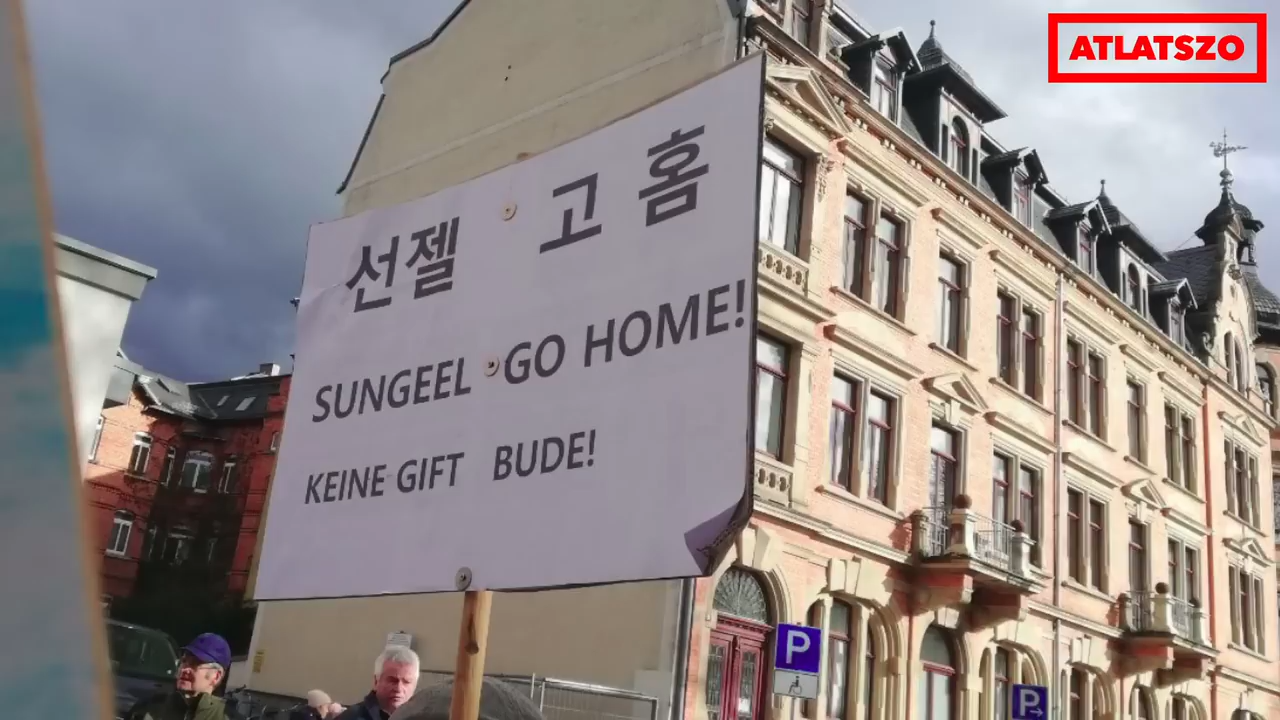 ATLATSZO
선젤 고 홈
SUNGEEL GO HOME!
KEINE GIFT BUDE!
P
P